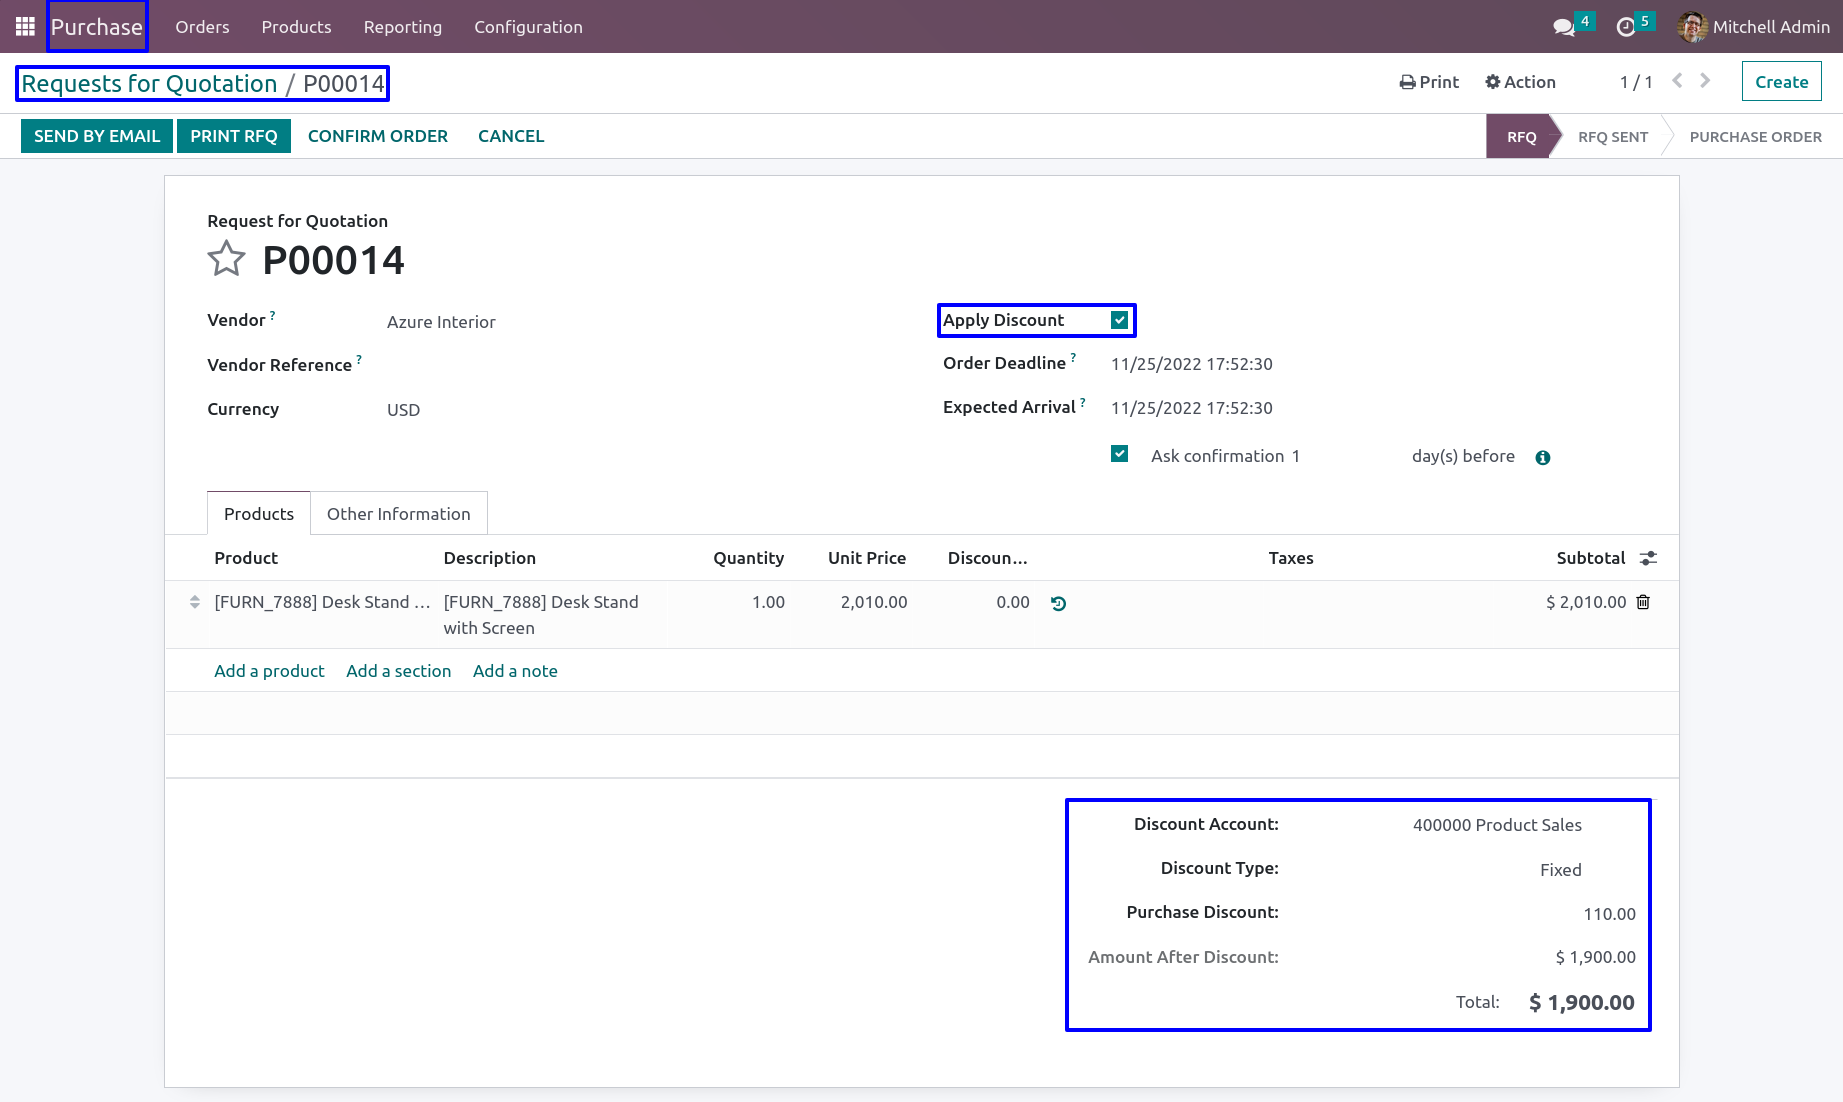 Purchase Orders Products Reporting Configuration 4 5 Mitchell Admin
Requests for Quotation / P00014 Print Action 1 / 1 Create
SEND BY EMAIL PRINT RFQ CONFIRM ORDER CANCEL RFQ RFQ SENT PURCHASE ORDER
Request for Quotation
P00014
Vendor ? Azure Interior Apply Discount
Vendor Reference ? Order Deadline ? 11/25/2022 17:52:30
Currency USD Expected Arrival ? 11/25/2022 17:52:30
Ask confirmation 1 day(s) before
Products Other Information
Product Description Quantity Unit Price Discoun... Taxes Subtotal
[FURN_7888] Desk Stand ... [FURN_7888] Desk Stand 1.00 2,010.00 0.00 $ 2,010.00
with Screen
Add a product Add a section Add a note
Discount Account: 400000 Product Sales
Discount Type: Fixed
Purchase Discount: 110.00
Amount After Discount: $ 1,900.00
Total: $ 1,900.00